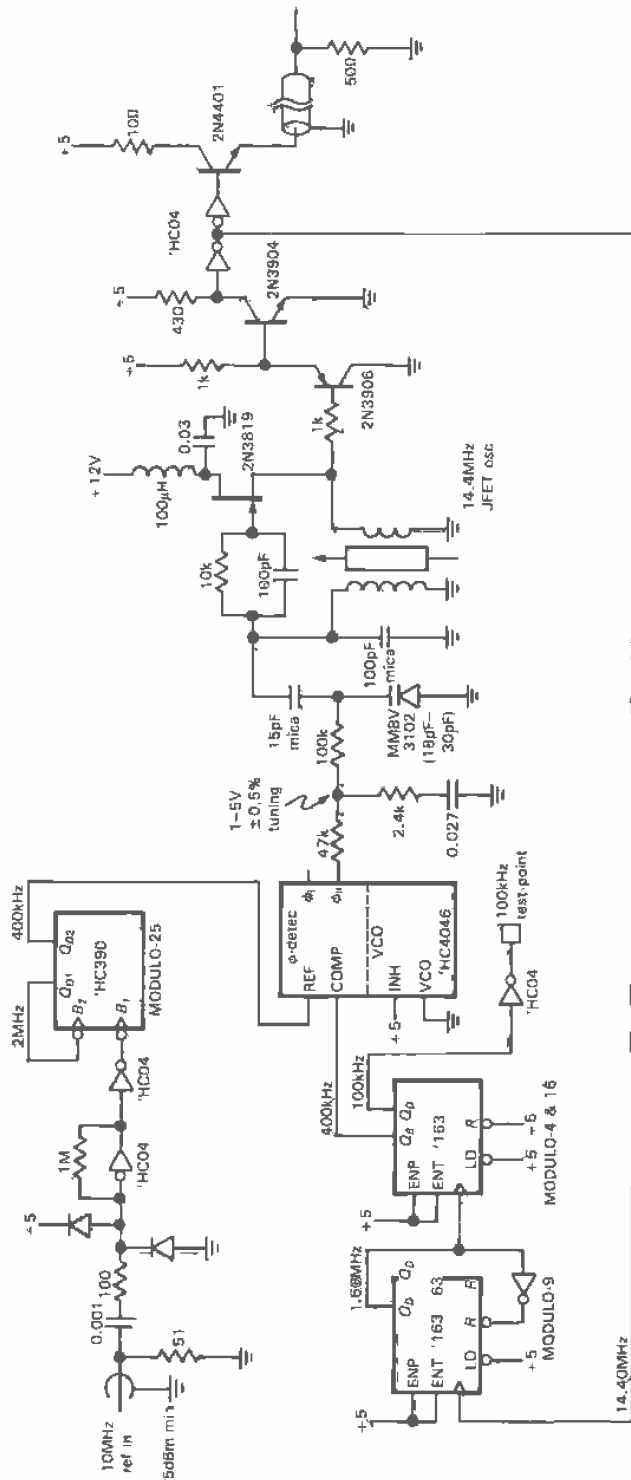 10MHz
ref in
5dBm min
51
0.001
100
+5
1M
'HC04
'HC04
2MHz
QD1
QD2
B2
B1
'HC390
MODULO-25
400kHz
REF
COMP
φ-detec
φI
φII
VCO
INH
VCO
'HC4046
+5
400kHz
100kHz
'HC04
100kHz
test point
47k
1–5V
±0.5%
tuning
2.4k
0.027
100k
15pF
mica
MMBV
3102
(18pF–
30pF)
100pF
mica
10k
100pF
+12V
100μH
0.03
2N3819
14.4MHz
JFET osc
1k
2N3906
+5
1k
2N3904
+5
430
'HC04
+5
10Ω
2N4401
50Ω
+5
ENP
ENT
'163
QD
QD
63
LD
R
R
+5
MODULO-9
14.40MHz
+5
ENP
ENT
'163
QB
QD
LD
R
+5
+5
MODULO-4 & 16